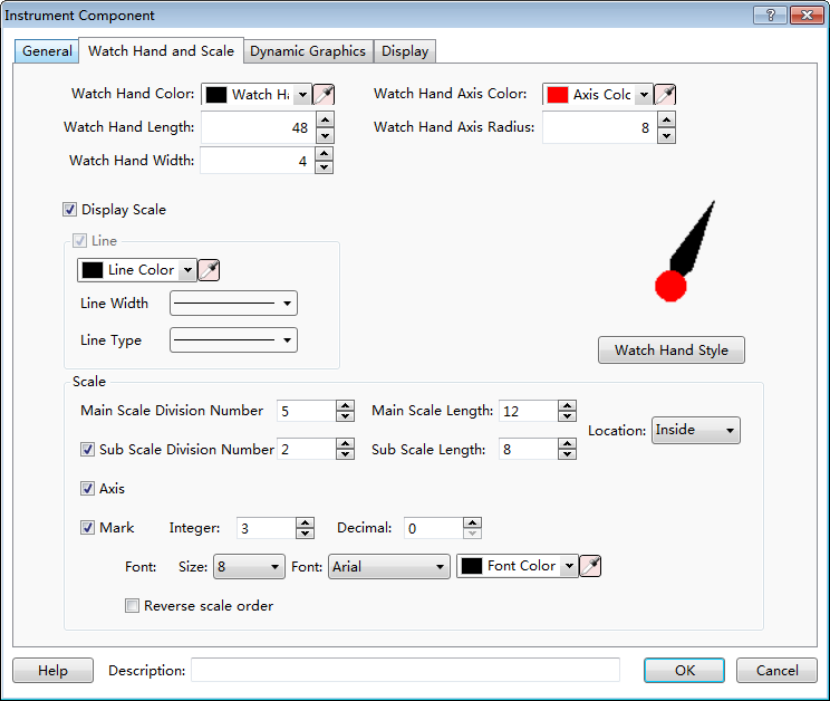 Instrument Component
General Watch Hand and Scale Dynamic Graphics Display
Watch Hand Color: Watch Ha Watch Hand Axis Color: Axis Colc
Watch Hand Length: 48 Watch Hand Axis Radius: 8
Watch Hand Width: 4
Display Scale
Line
Line Color
Line Width
Line Type
Watch Hand Style
Scale
Main Scale Division Number 5 Main Scale Length: 12
Location: Inside
Sub Scale Division Number 2 Sub Scale Length: 8
Axis
Mark Integer: 3 Decimal: 0
Font: Size: 8 Font: Arial Font Color
Reverse scale order
Help Description: OK Cancel